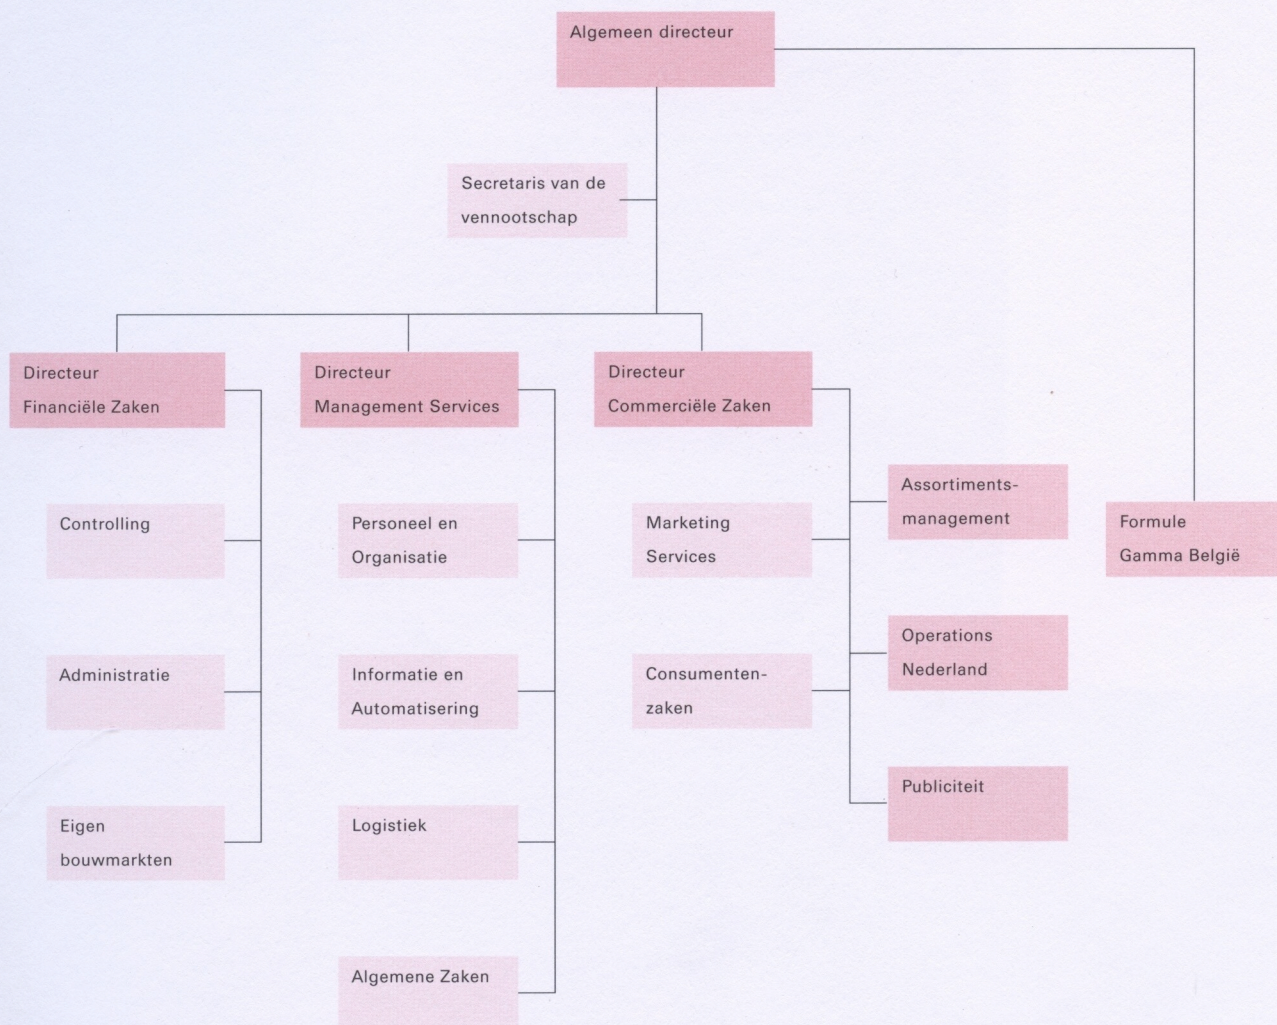 Algemeen directeur
Secretaris van de
vennootschap
Directeur
Financiële Zaken
Directeur
Management Services
Directeur
Commerciële Zaken
Controlling
Administratie
Eigen
bouwmarkten
Personeel en
Organisatie
Informatie en
Automatisering
Logistiek
Algemene Zaken
Marketing
Services
Consumenten-
zaken
Assortiments-
management
Operations
Nederland
Publiciteit
Formule
Gamma België